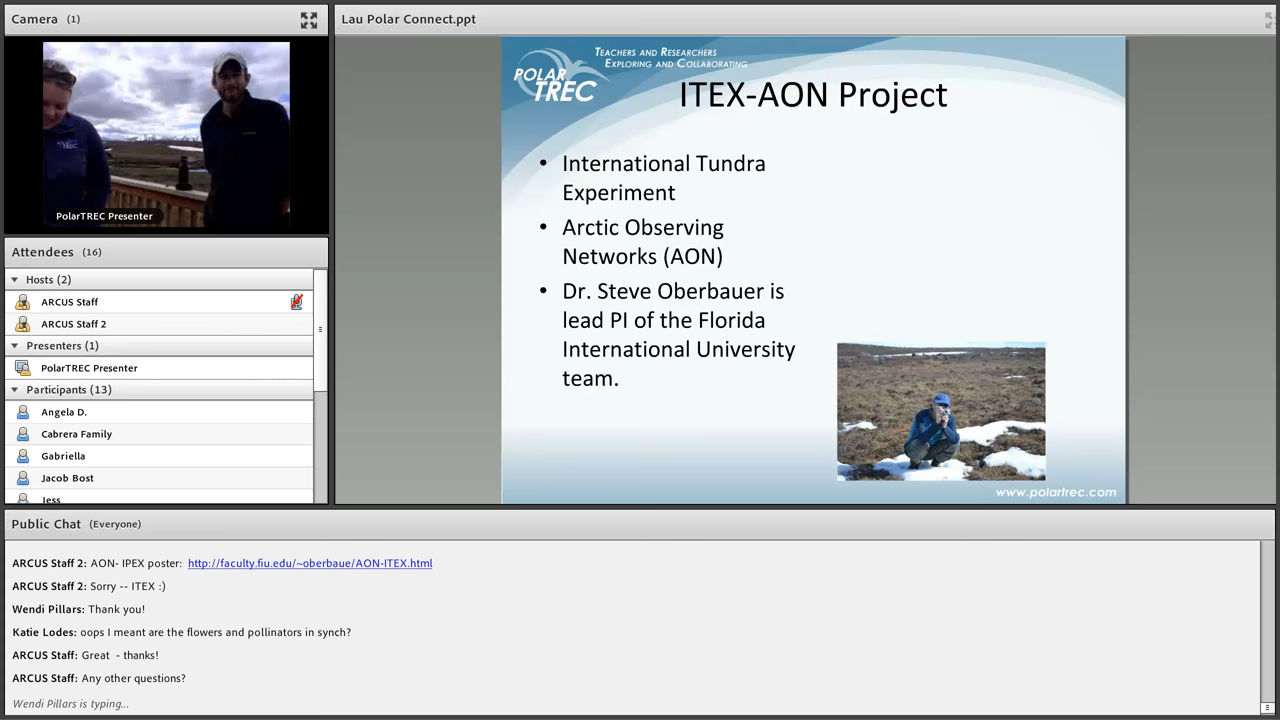 Camera (1)
PolarTREC Presenter
Attendees (16)
Hosts (2)
ARCUS Staff
ARCUS Staff 2
Presenters (1)
PolarTREC Presenter
Participants (13)
Angela D.
Cabrera Family
Gabriella
Jacob Bost
Jess
Lau Polar Connect.ppt
POLAR
TREC
TEACHERS AND RESEARCHERS
EXPLORING AND COLLABORATING
ITEX-AON Project
• International Tundra
Experiment
• Arctic Observing
Networks (AON)
• Dr. Steve Oberbauer is
lead PI of the Florida
International University
team.
www.polartrec.com
Public Chat (Everyone)
ARCUS Staff 2: AON- IPEX poster: http://faculty.fiu.edu/~oberbaue/AON-ITEX.html
ARCUS Staff 2: Sorry -- ITEX :)
Wendi Pillars: Thank you!
Katie Lodes: oops I meant are the flowers and pollinators in synch?
ARCUS Staff: Great - thanks!
ARCUS Staff: Any other questions?
Wendi Pillars is typing...